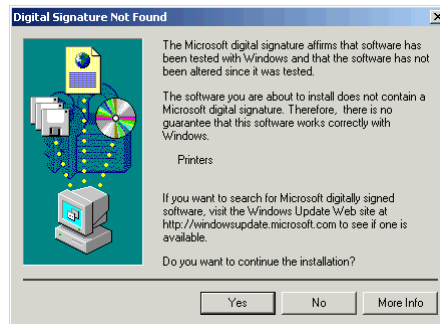 Digital Signature Not Found
The Microsoft digital signature affirms that software has
been tested with Windows and that the software has not
been altered since it was tested.
The software you are about to install does not contain a
Microsoft digital signature. Therefore, there is no
guarantee that this software works correctly with
Windows.
Printers
If you want to search for Microsoft digitally signed
software, visit the Windows Update Web site at
http://windowsupdate.microsoft.com to see if one is
available.
Do you want to continue the installation?
Yes
No
More Info